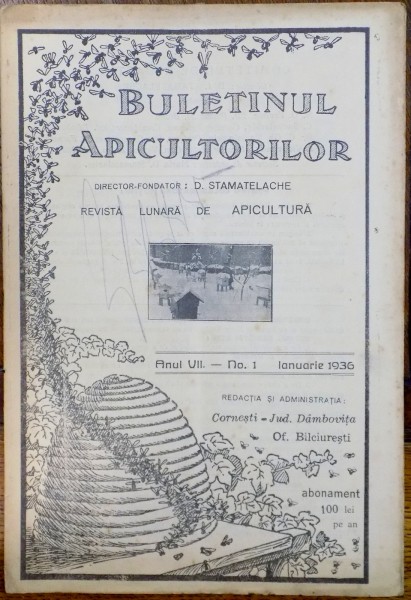 BULETINUL
APICULTORILOR
DIRECTOR-FONDATOR : D. STAMATELACHE
REVISTĂ LUNARĂ DE APICULTURĂ
Anul VII. — No. 1 Ianuarie 1936
REDACȚIA ȘI ADMINISTRAȚIA :
Cornești - Jud. Dâmbovița
Of. Bilciurești
abonament
100 lei
pe an